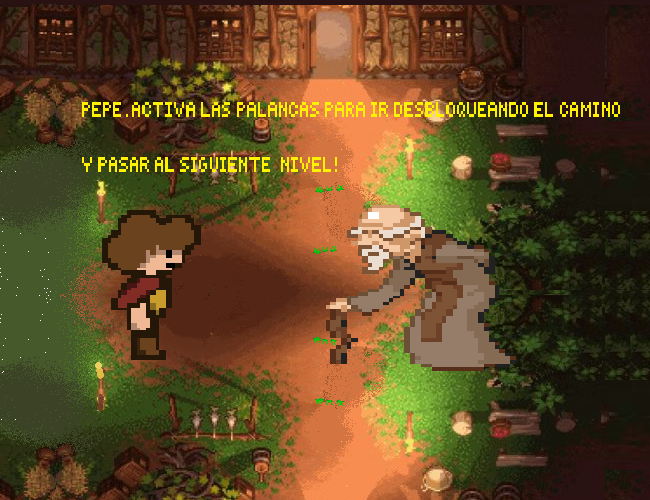 PEPE.ACTIVA LAS PALANCAS PARA IR DESBLOQUEANDO EL CAMINO
Y PASAR AL SIGUIENTE NIVEL!